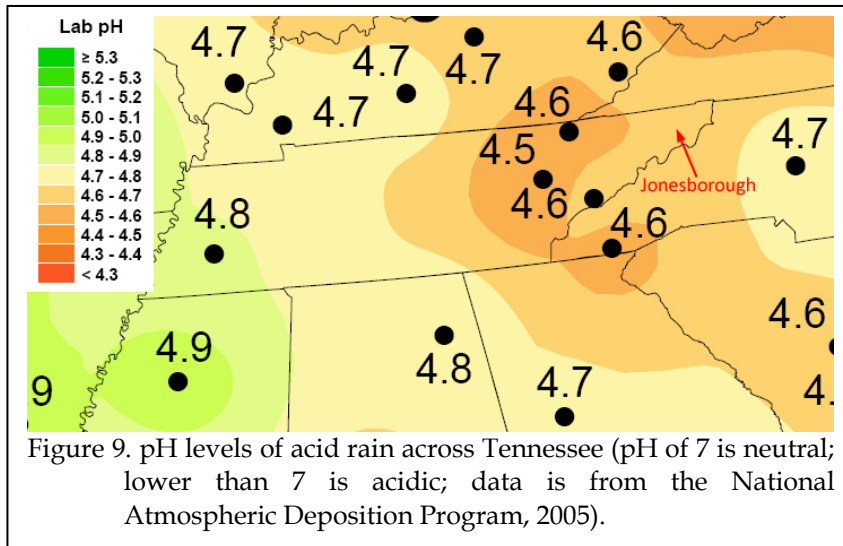 Lab pH
≥ 5.3
5.2 - 5.3
5.1 - 5.2
5.0 - 5.1
4.9 - 5.0
4.8 - 4.9
4.7 - 4.8
4.6 - 4.7
4.5 - 4.6
4.4 - 4.5
4.3 - 4.4
< 4.3
4.7
4.7
4.7
4.7
4.6
4.6
4.5
4.6
4.6
4.7
Jonesborough
4.8
4.9
4.8
4.7
4.6
4.
9
Figure 9. pH levels of acid rain across Tennessee (pH of 7 is neutral;
lower than 7 is acidic; data is from the National
Atmospheric Deposition Program, 2005).